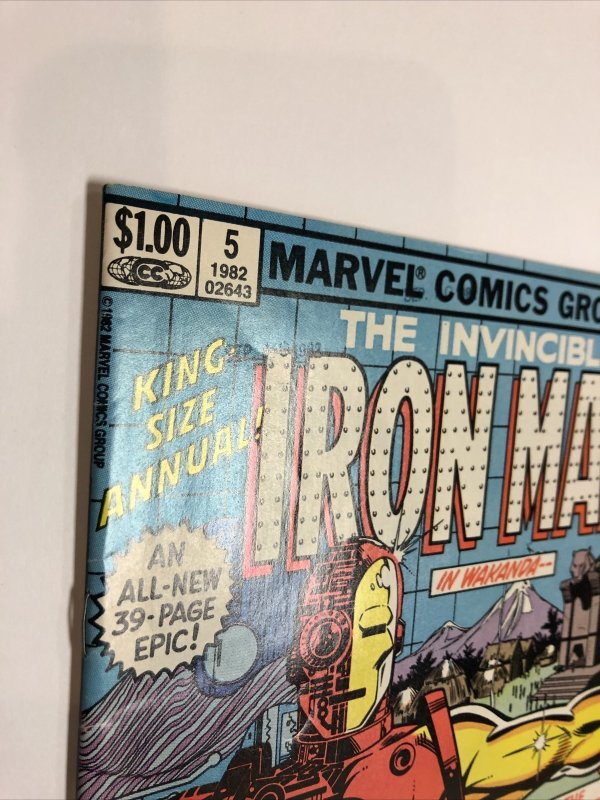 $1.00
CC
5
1982
02643
MARVEL® COMICS GRO
© 1982 MARVEL COMICS GROUP
THE INVINCIBL
KING-
SIZE
ANNUAL!
IRON MA
IN WAKANDA--
AN
ALL-NEW
39-PAGE
EPIC!